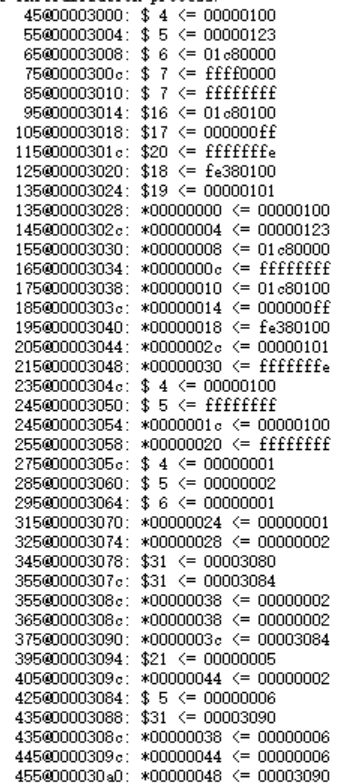 45@00003000: $ 4 <= 00000100
55@00003004: $ 5 <= 00000123
65@00003008: $ 6 <= 01c80000
75@0000300c: $ 7 <= ffff0000
85@00003010: $ 7 <= ffffffff
95@00003014: $16 <= 01c80100
105@00003018: $17 <= 000000ff
115@0000301c: $20 <= fffffffe
125@00003020: $18 <= fe380100
135@00003024: $19 <= 00000101
135@00003028: *00000000 <= 00000100
145@0000302c: *00000004 <= 00000123
155@00003030: *00000008 <= 01c80000
165@00003034: *0000000c <= ffffffff
175@00003038: *00000010 <= 01c80100
185@0000303c: *00000014 <= 000000ff
195@00003040: *00000018 <= fe380100
205@00003044: *0000002c <= 00000101
215@00003048: *00000030 <= fffffffe
235@0000304c: $ 4 <= 00000100
245@00003050: $ 5 <= ffffffff
245@00003054: *0000001c <= 00000100
255@00003058: *00000020 <= ffffffff
275@0000305c: $ 4 <= 00000001
285@00003060: $ 5 <= 00000002
295@00003064: $ 6 <= 00000001
315@00003070: *00000024 <= 00000001
325@00003074: *00000028 <= 00000002
345@00003078: $31 <= 00003080
355@0000307c: $31 <= 00003084
355@0000308c: *00000038 <= 00000002
365@0000308c: *00000038 <= 00000002
375@00003090: *0000003c <= 00003084
395@00003094: $21 <= 00000005
405@0000309c: *00000044 <= 00000002
425@00003084: $ 5 <= 00000006
435@00003088: $31 <= 00003090
435@0000308c: *00000038 <= 00000006
445@0000309c: *00000044 <= 00000006
455@000030a0: *00000048 <= 00003090